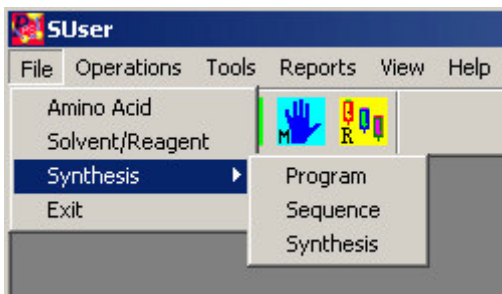 SUser
File Operations Tools Reports View Help
Amino Acid
Solvent/Reagent
M R
Synthesis
Program
Exit
Sequence
Synthesis